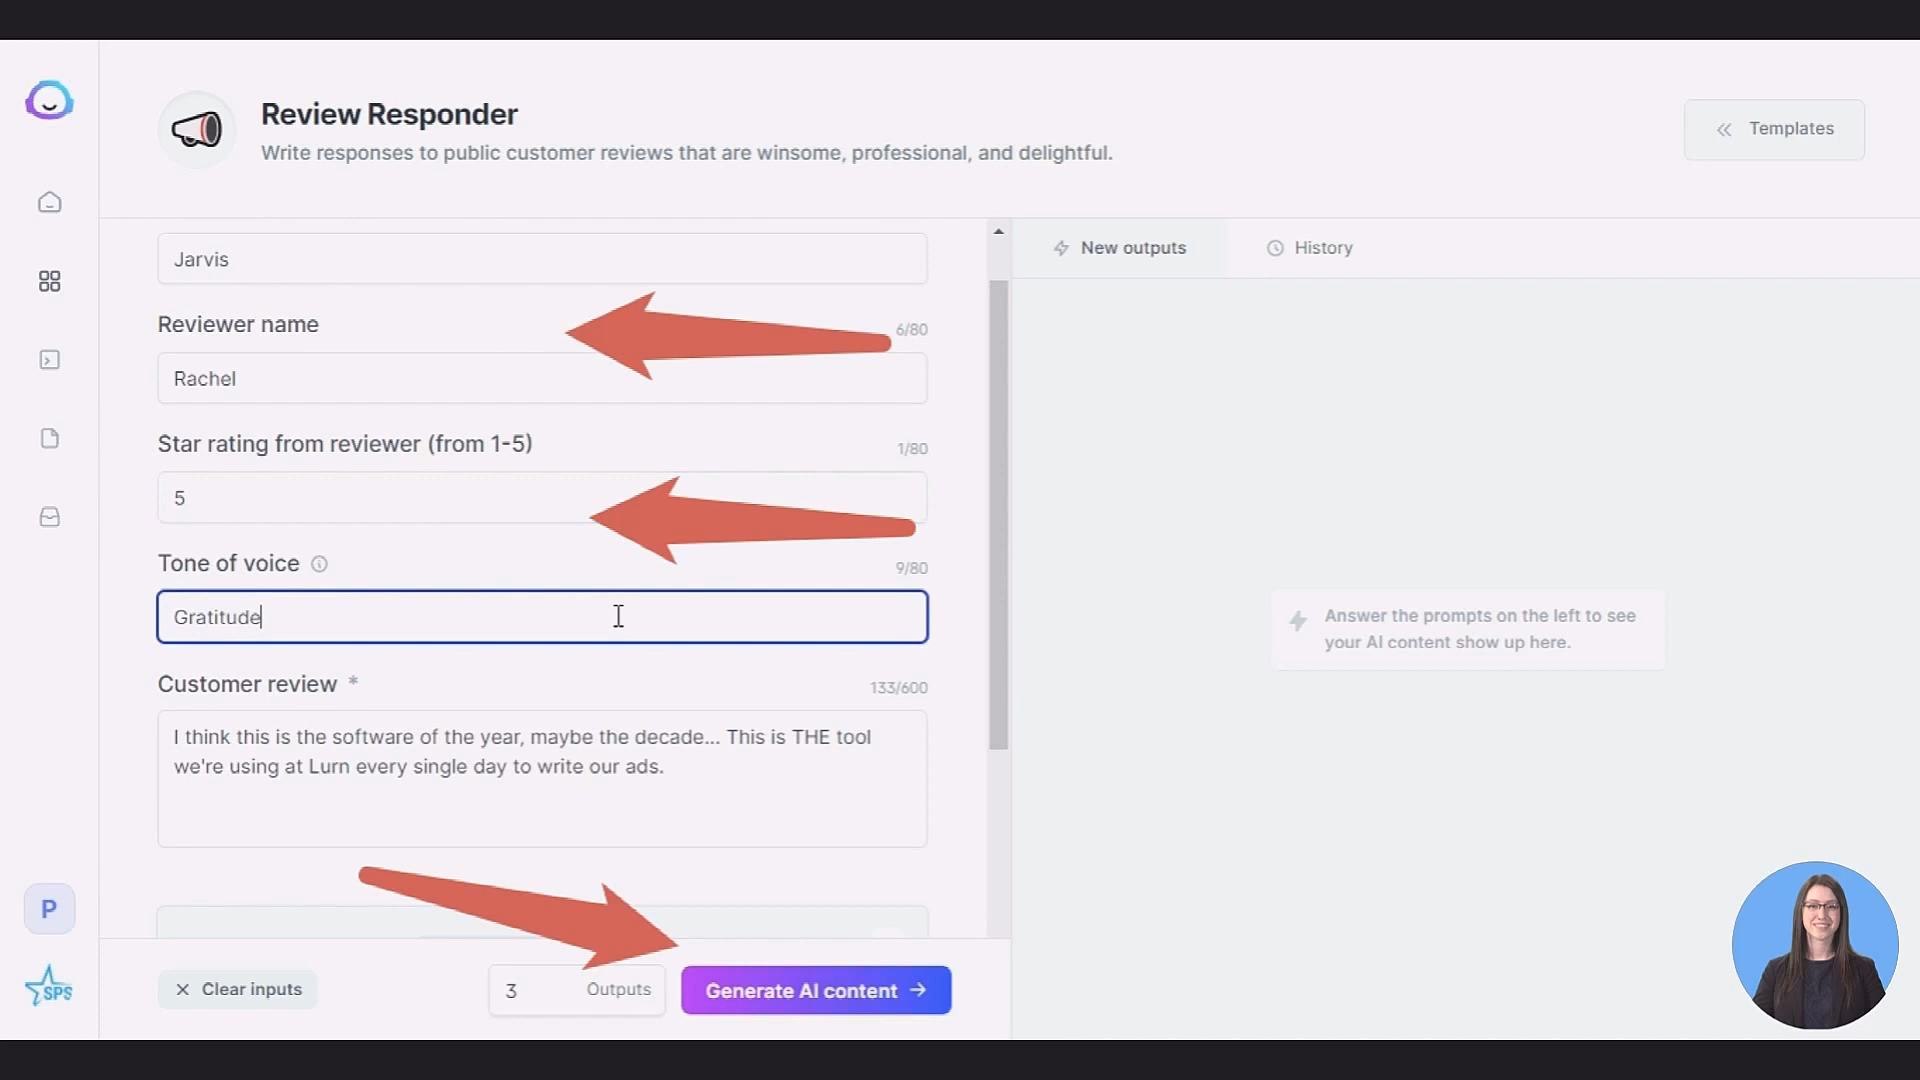 Review Responder
Write responses to public customer reviews that are winsome, professional, and delightful.
Templates
Jarvis
Reviewer name
6/80
Rachel
Star rating from reviewer (from 1-5)
1/80
5
Tone of voice
9/80
Gratitude
Customer review *
133/600
I think this is the software of the year, maybe the decade... This is THE tool
we're using at Lurn every single day to write our ads.
Clear inputs
3
Outputs
Generate AI content
New outputs
History
Answer the prompts on the left to see
your AI content show up here.
P
SPS